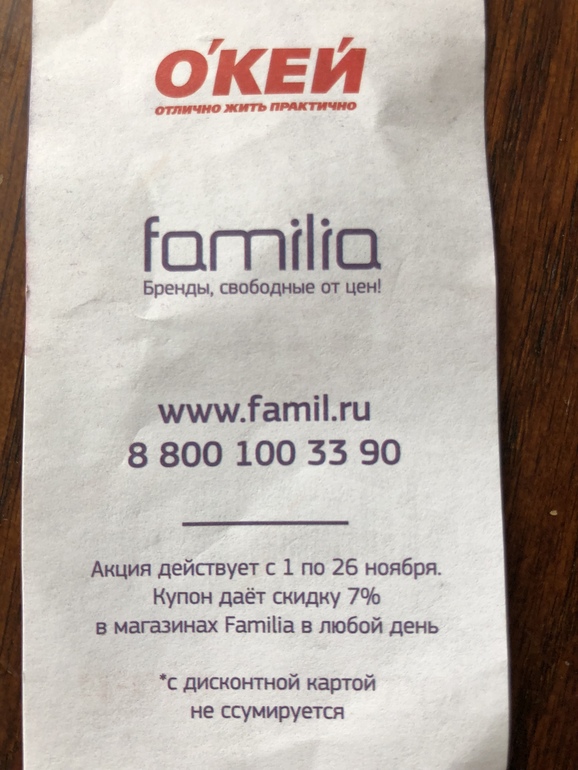 О'КЕЙ
ОТЛИЧНО ЖИТЬ ПРАКТИЧНО
familia
Бренды, свободные от цен!
www.famil.ru
8 800 100 33 90
Акция действует с 1 по 26 ноября.
Купон даёт скидку 7%
в магазинах Familia в любой день
*с дисконтной картой
не ссумируется